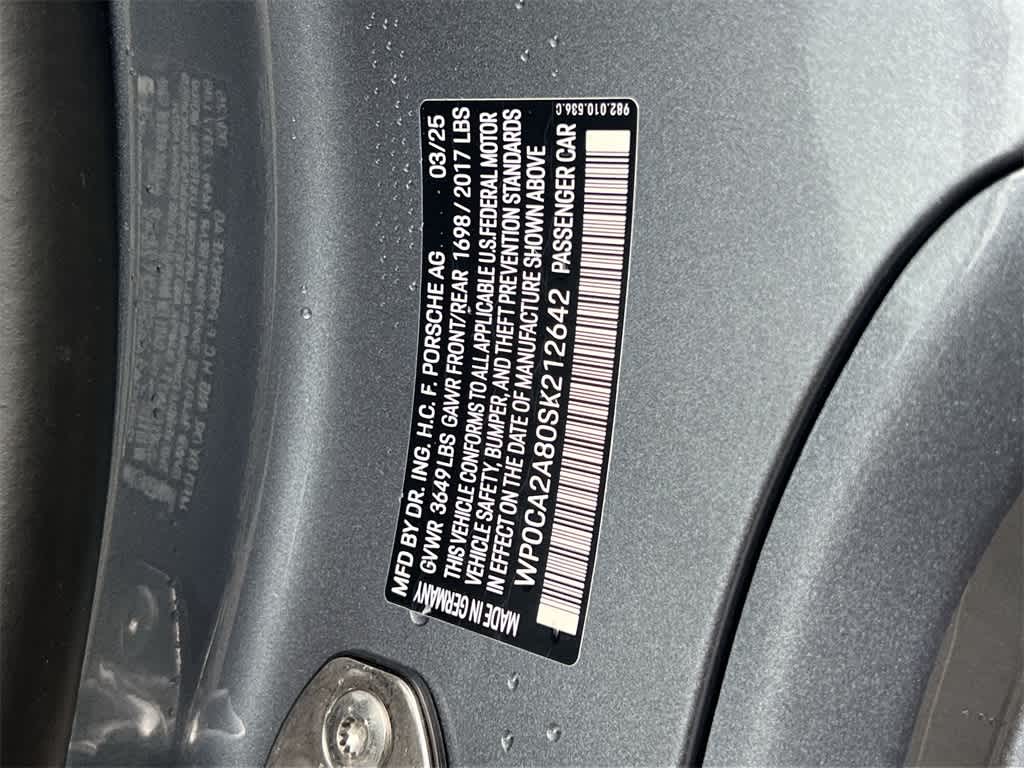 MFD BY DR. ING. H.C. F. PORSCHE AG 03/25
GVWR 3649 LBS GAWR FRONT/REAR 1698 / 2017 LBS
THIS VEHICLE CONFORMS TO ALL APPLICABLE U.S. FEDERAL MOTOR
VEHICLE SAFETY, BUMPER, AND THEFT PREVENTION STANDARDS
IN EFFECT ON THE DATE OF MANUFACTURE SHOWN ABOVE
WP0CA2A80SK212642 PASSENGER CAR
MADE IN GERMANY
982.010.536.C